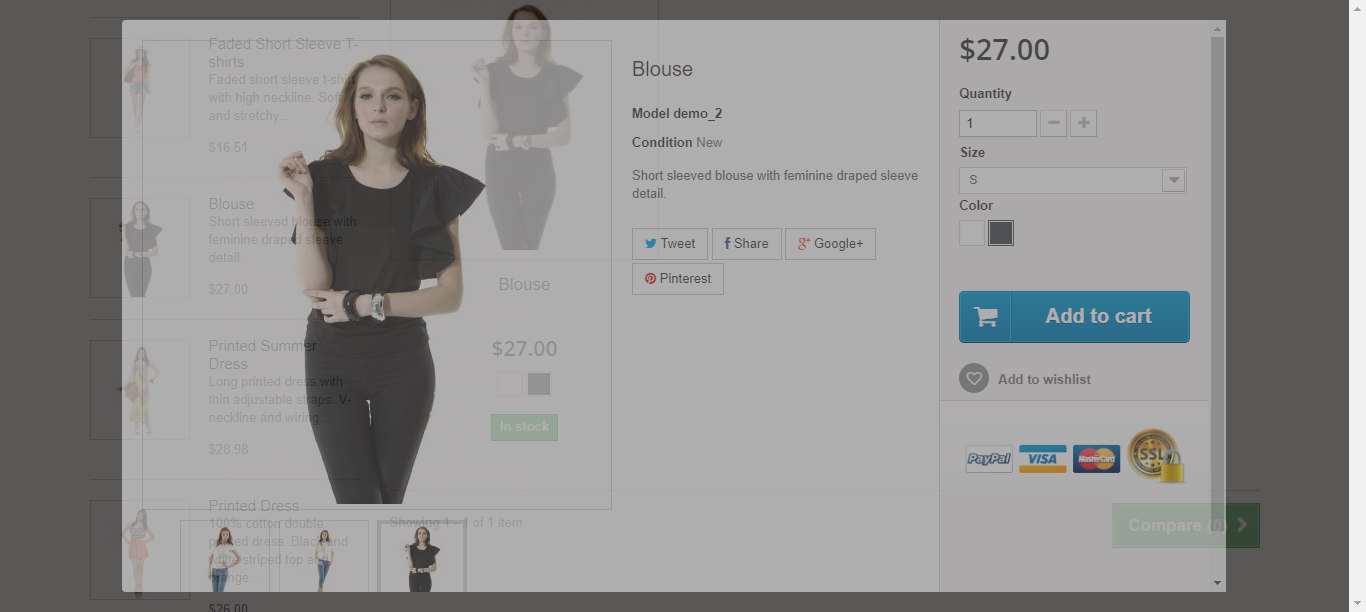 Faded Short Sleeve T-
shirts
Faded short sleeve t-shirt
with high neckline. Soft
and stretchy...
$16.51
Blouse
Short sleeved blouse with
feminine draped sleeve
detail.
$27.00
Printed Summer
Dress
Long printed dress with
thin adjustable straps. V-
neckline and wiring...
$28.98
Printed Dress
100% cotton double
printed dress. Black and
white striped top and
orange...
$26.00
Blouse
$27.00
In stock
Showing 1 - 1 of 1 item
Blouse
Model demo_2
Condition New
Short sleeved blouse with feminine draped sleeve
detail.
Tweet
Share
Google+
Pinterest
$27.00
Quantity
1
Size
S
Color
Add to cart
Add to wishlist
PayPal VISA MasterCard SSL
Compare (0)